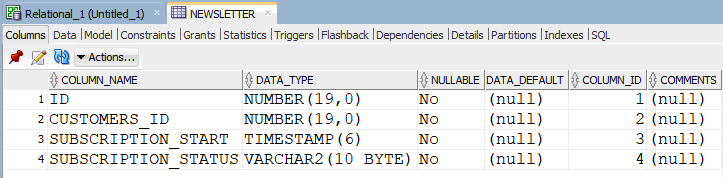 Relational_1 (Untitled_1) NEWSLETTER
Columns Data Model Constraints Grants Statistics Triggers Flashback Dependencies Details Partitions Indexes SQL
Actions...
COLUMN_NAME DATA_TYPE NULLABLE DATA_DEFAULT COLUMN_ID COMMENTS
1 ID NUMBER(19,0) No (null) 1 (null)
2 CUSTOMERS_ID NUMBER(19,0) No (null) 2 (null)
3 SUBSCRIPTION_START TIMESTAMP(6) No (null) 3 (null)
4 SUBSCRIPTION_STATUS VARCHAR2(10 BYTE) No (null) 4 (null)